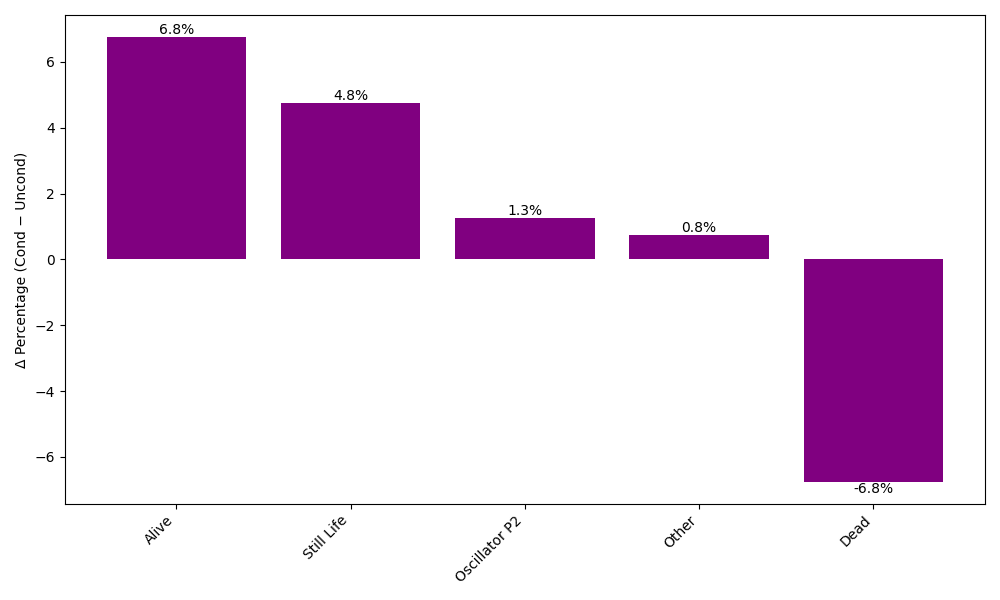 6.8%
4.8%
1.3%
0.8%
-6.8%
6
4
2
0
−2
−4
−6
Δ Percentage (Cond − Uncond)
Alive
Still Life
Oscillator P2
Other
Dead